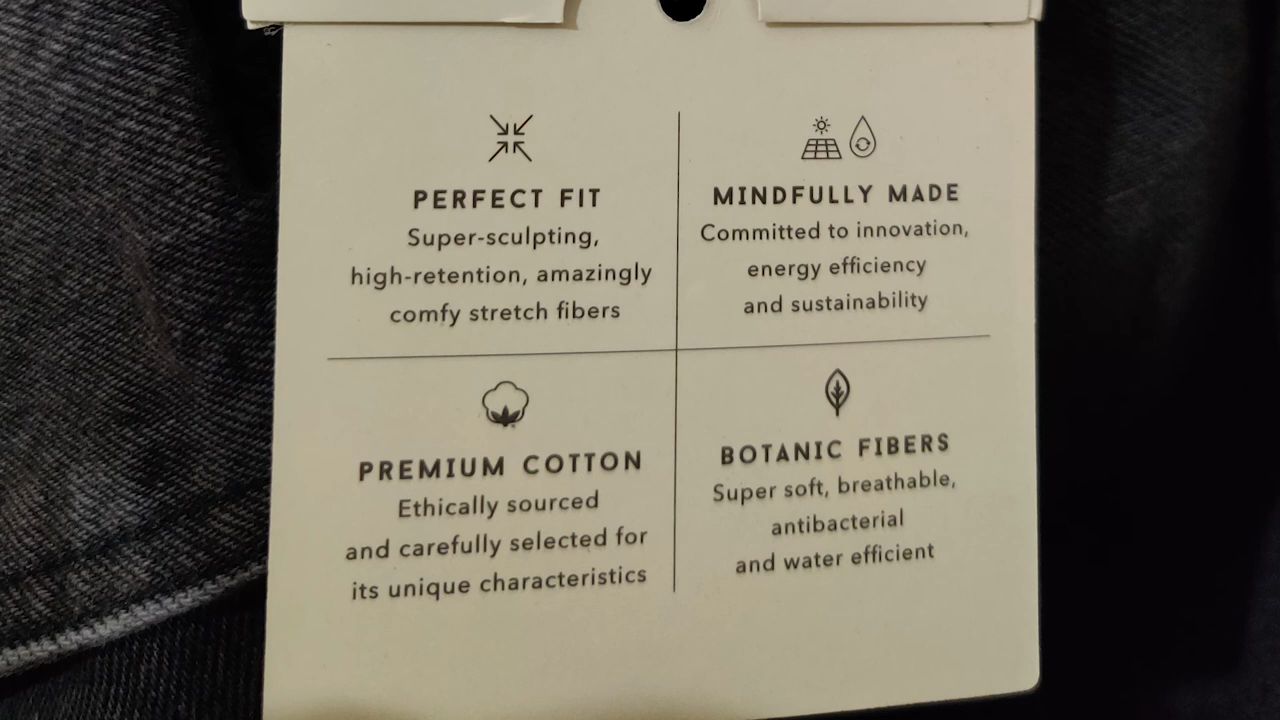 PERFECT FIT
Super-sculpting,
high-retention, amazingly
comfy stretch fibers
MINDFULLY MADE
Committed to innovation,
energy efficiency
and sustainability
PREMIUM COTTON
Ethically sourced
and carefully selected for
its unique characteristics
BOTANIC FIBERS
Super soft, breathable,
antibacterial
and water efficient